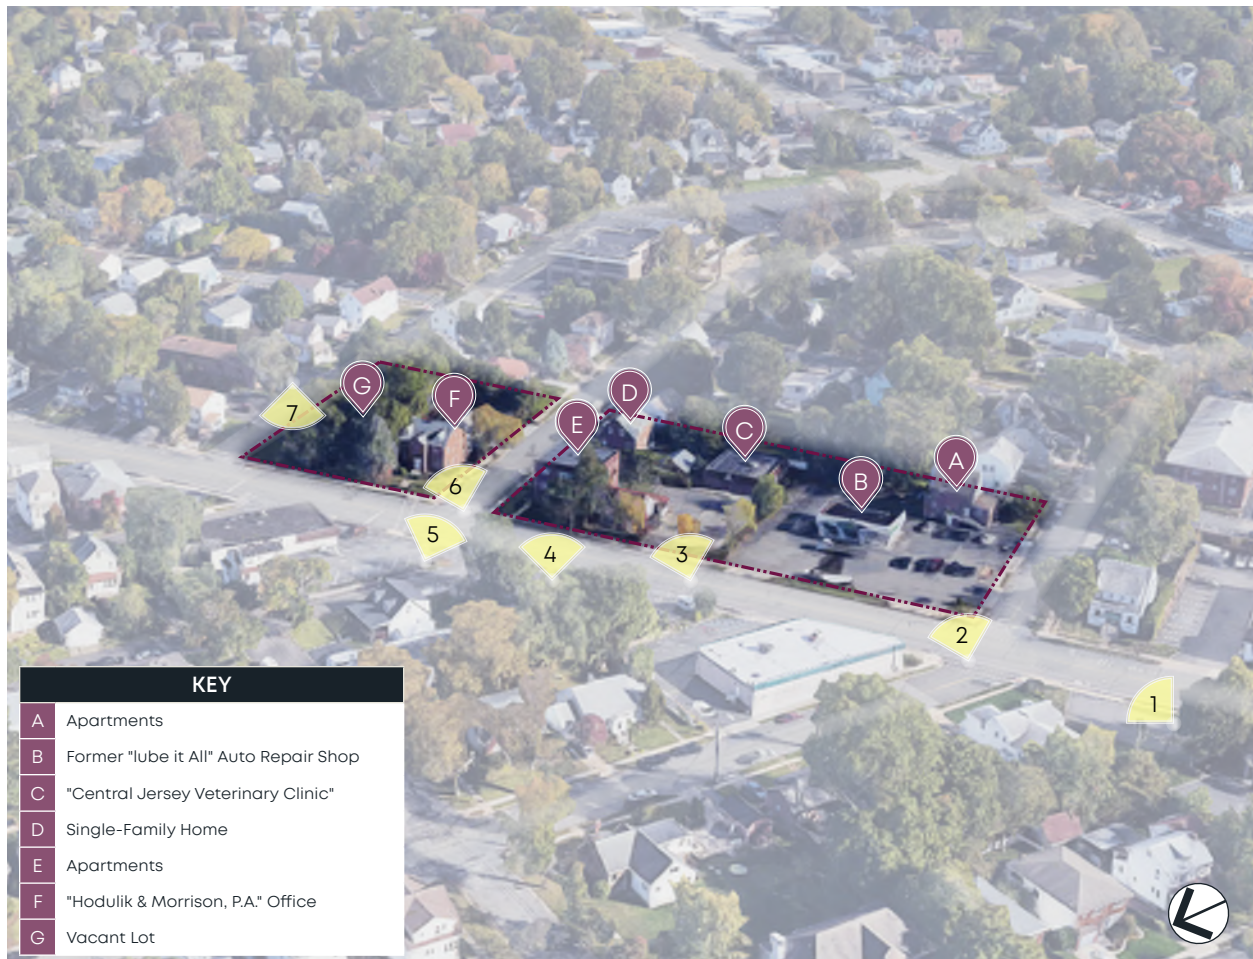 G
F
D
E
C
A
B
7
6
5
4
3
2
1
KEY
A Apartments
B Former "lube it All" Auto Repair Shop
C "Central Jersey Veterinary Clinic"
D Single-Family Home
E Apartments
F "Hodulik & Morrison, P.A." Office
G Vacant Lot